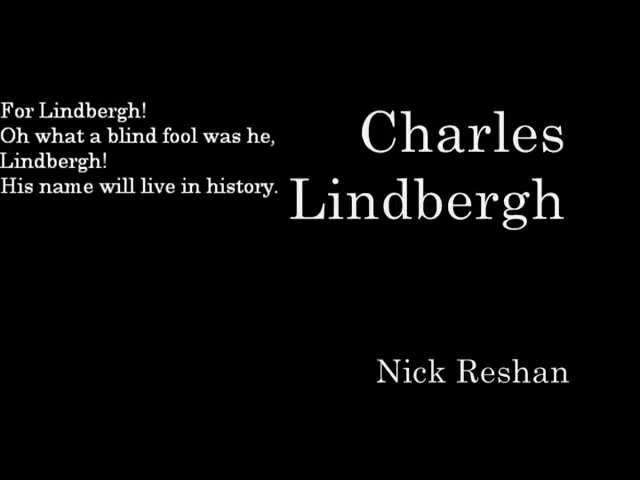 For Lindbergh!
Oh what a blind fool was he,
Lindbergh!
His name will live in history.
Charles
Lindbergh
Nick Reshan